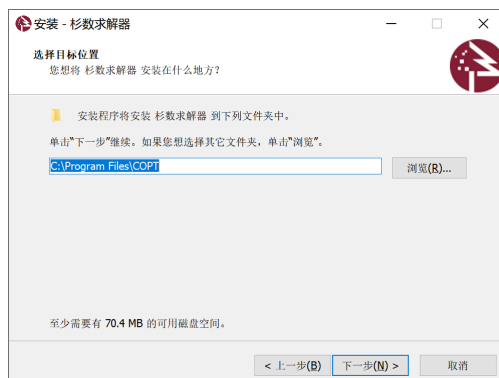 安装 - 杉数求解器
选择目标位置
您想将 杉数求解器 安装在什么地方?
安装程序将安装 杉数求解器 到下列文件夹中。
单击“下一步”继续。如果您想选择其它文件夹，单击“浏览”。
C:\Program Files\COPT
浏览(R)...
至少需要有 70.4 MB 的可用磁盘空间。
< 上一步(B)
下一步(N) >
取消